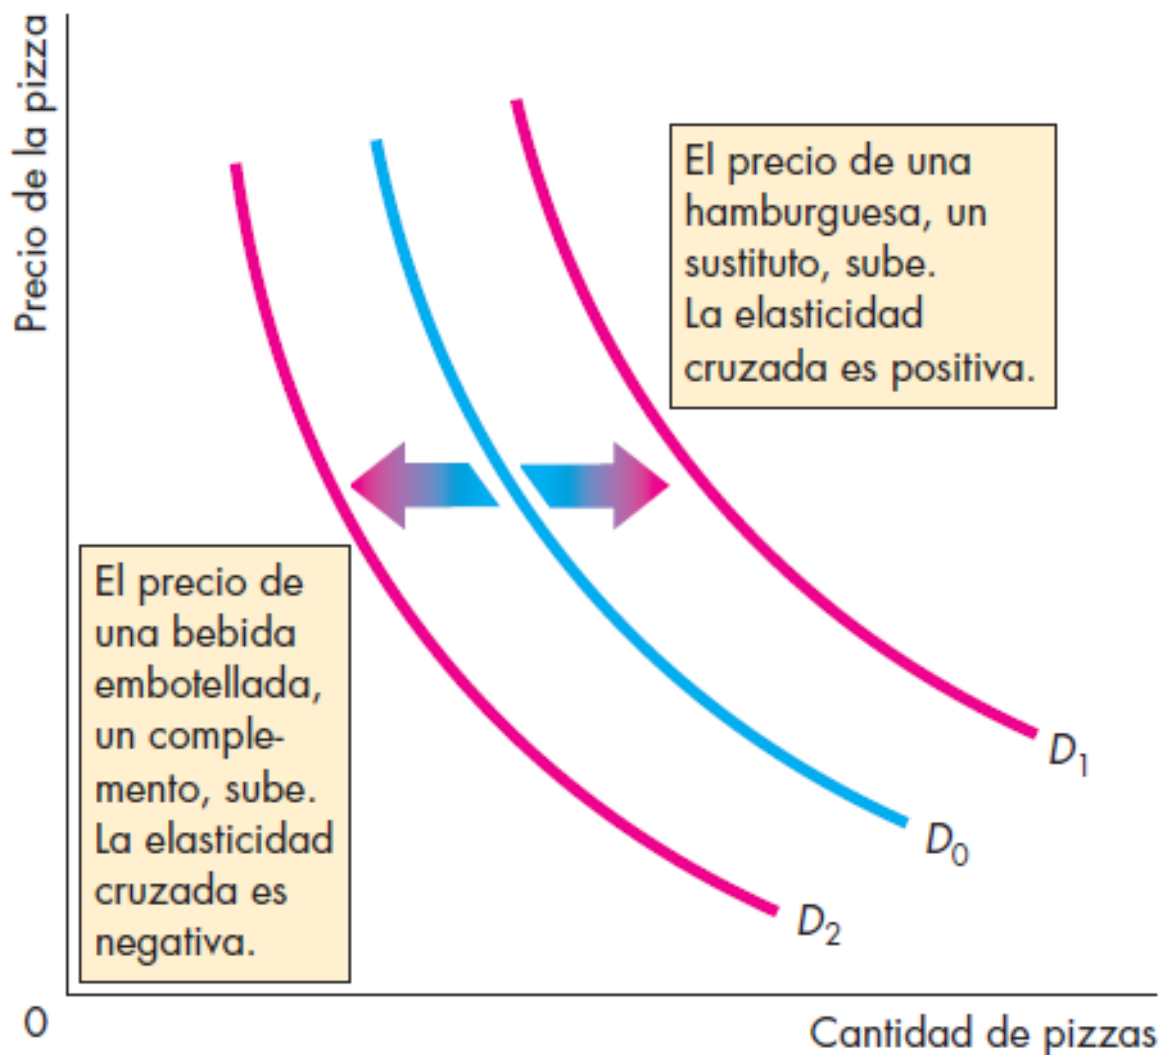 Precio de la pizza
El precio de una
hamburguesa, un
sustituto, sube.
La elasticidad
cruzada es positiva.
El precio de
una bebida
embotellada,
un comple-
mento, sube.
La elasticidad
cruzada es
negativa.
D₁
D₀
D₂
0
Cantidad de pizzas